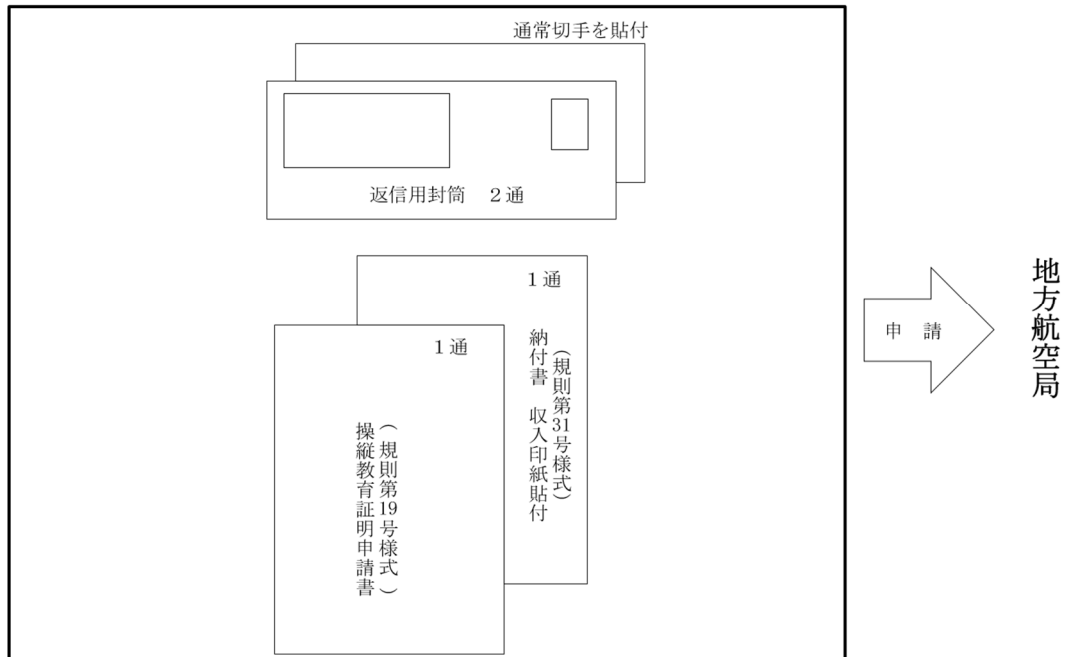 通常切手を貼付
返信用封筒　２通
１通
納付書　収入印紙貼付
（規則第31号様式）
１通
操縦教育証明申請書
（規則第19号様式）
申　請
地方航空局